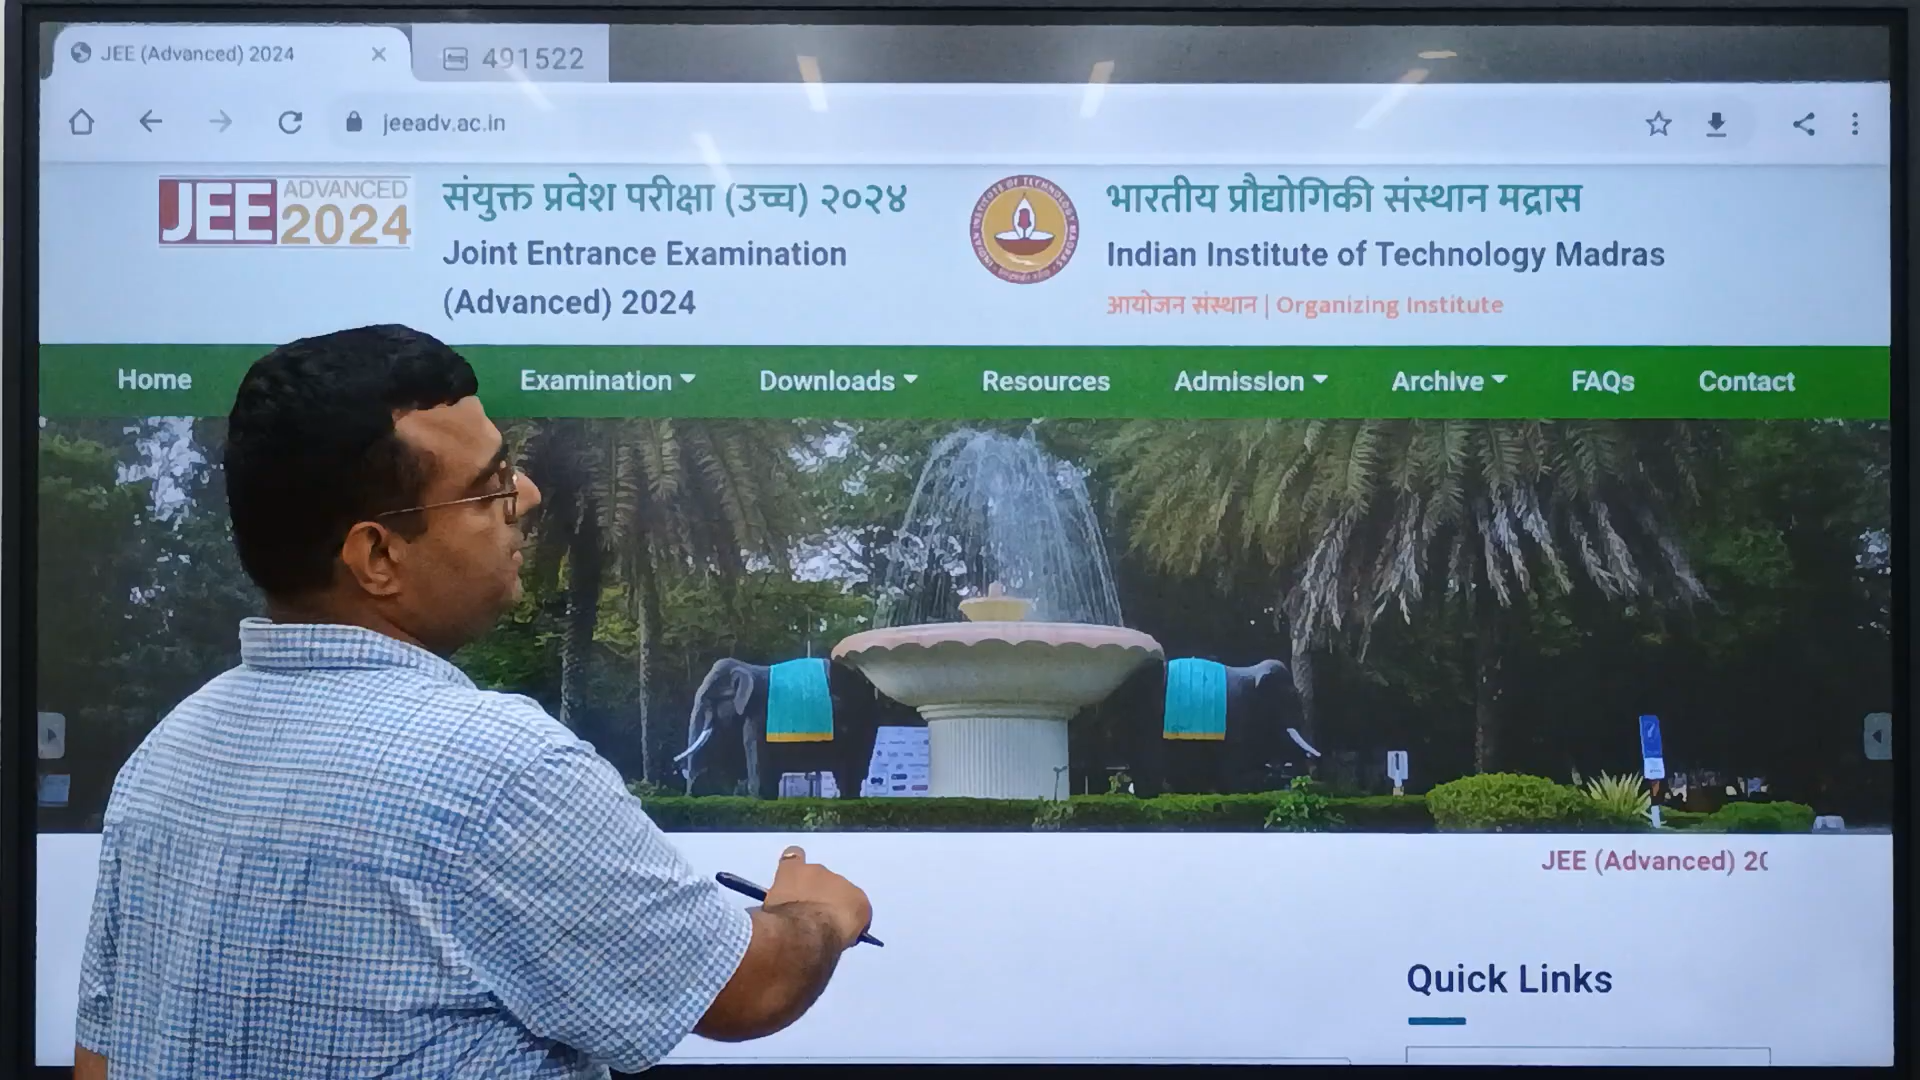 JEE (Advanced) 2024
491522
jeeadv.ac.in
JEE ADVANCED 2024
संयुक्त प्रवेश परीक्षा (उच्च) २०२४
Joint Entrance Examination
(Advanced) 2024
भारतीय प्रौद्योगिकी संस्थान मद्रास
Indian Institute of Technology Madras
आयोजन संस्थान | Organizing Institute
Home Examination Downloads Resources Admission Archive FAQs Contact
JEE (Advanced) 20
Quick Links